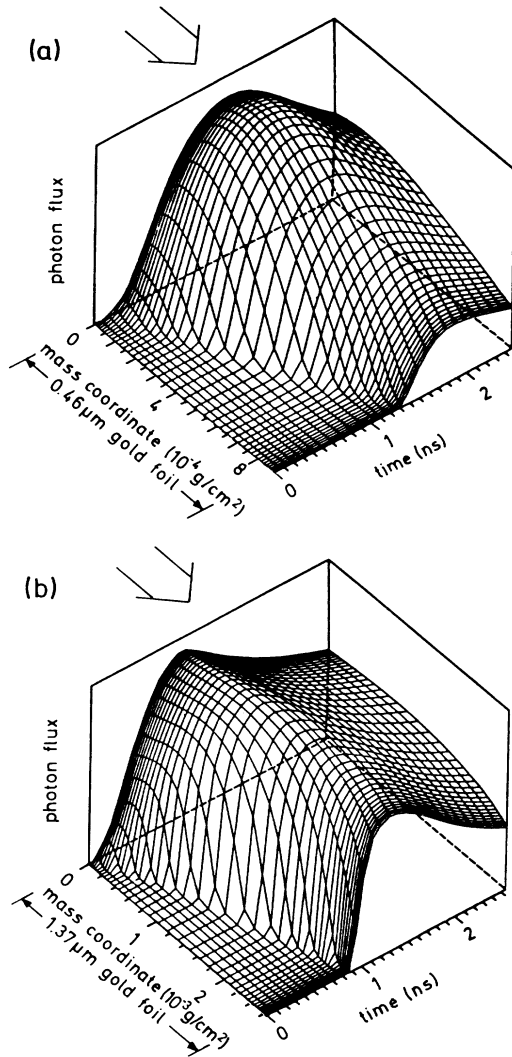 (a)
photon flux
0
4
8
mass coordinate (10⁻⁴ g/cm²)
0.46µm gold foil
0
1
2
time (ns)
(b)
photon flux
0
1
2
mass coordinate (10⁻³ g/cm²)
1.37µm gold foil
0
1
2
time (ns)